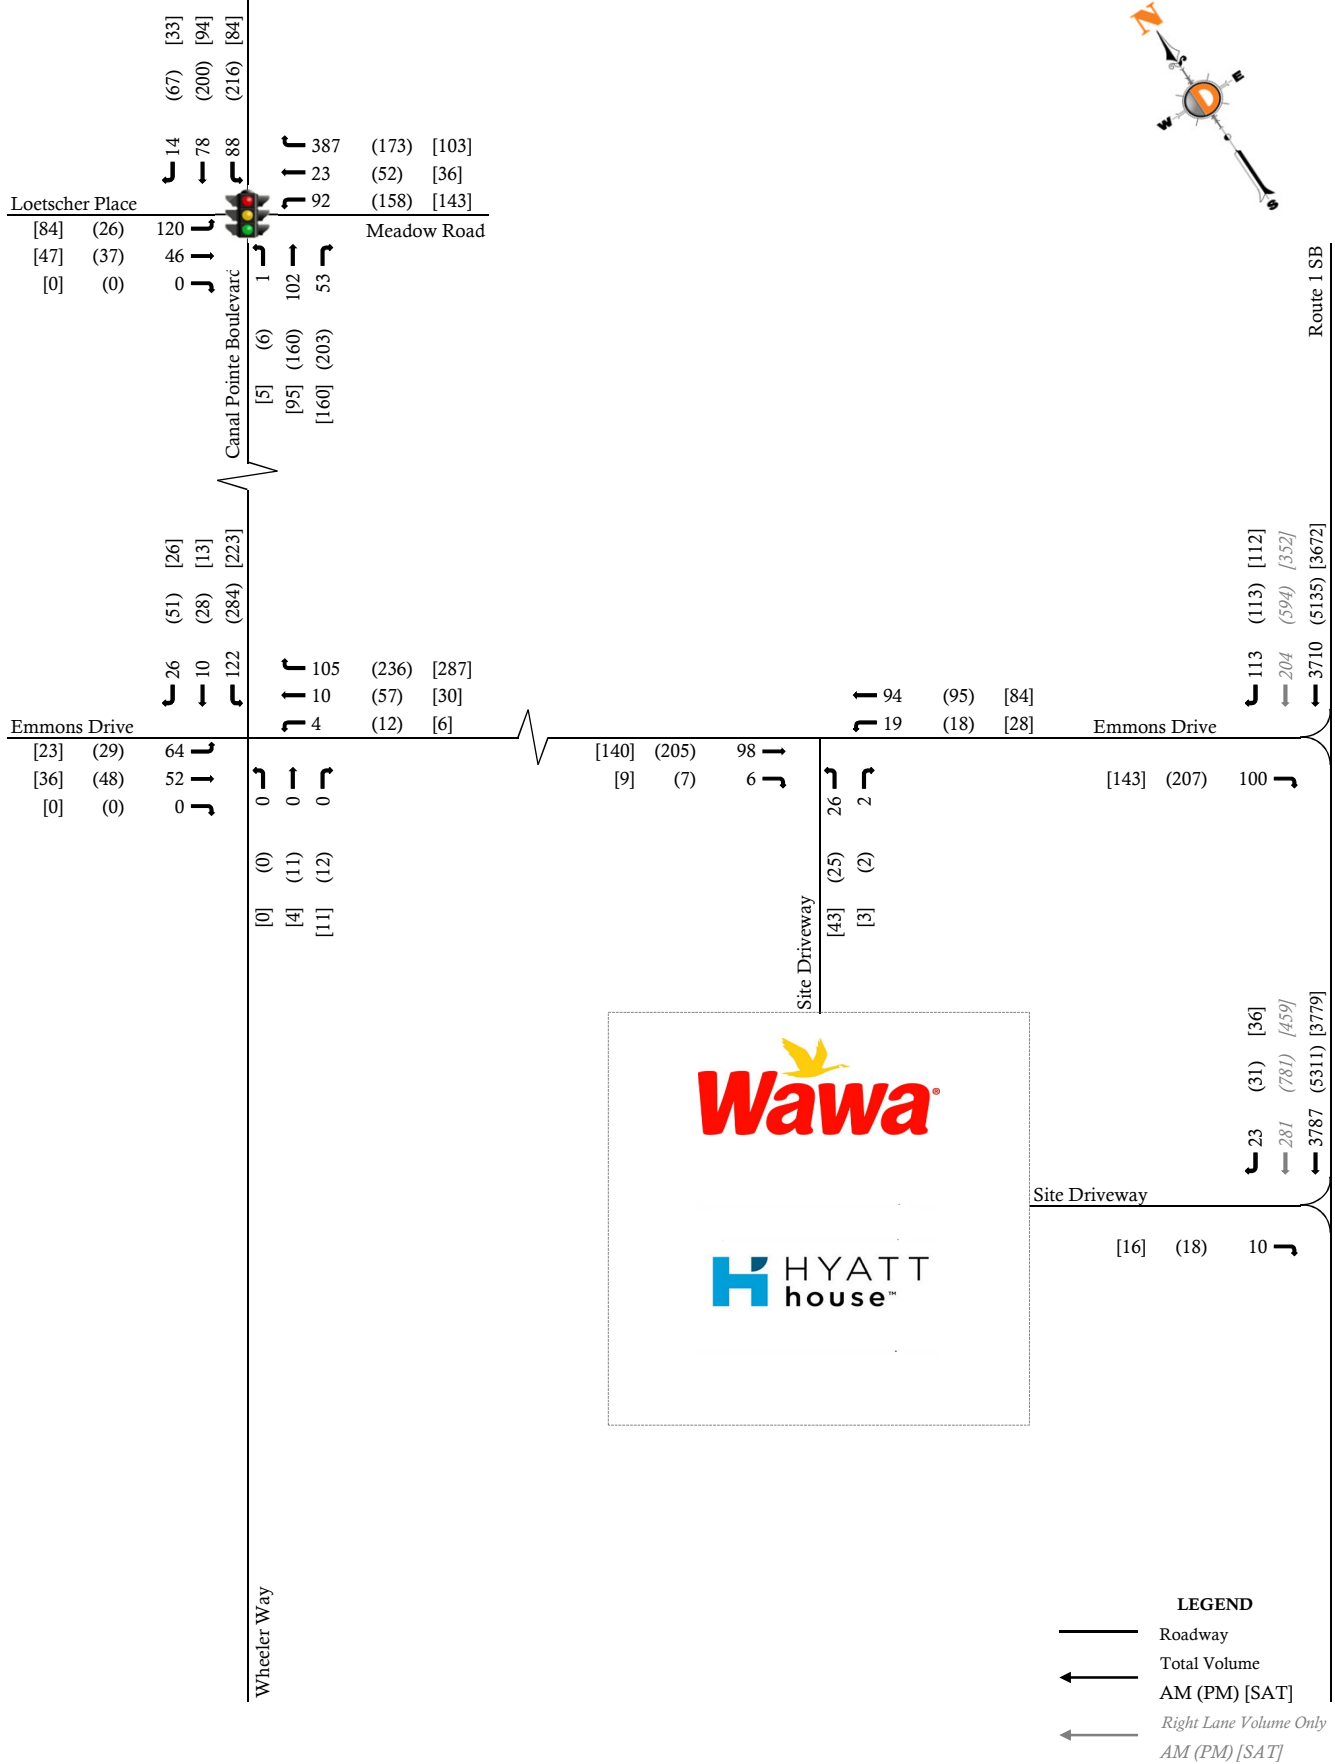 [33] [94] [84]
(67) (200) (216)
14 78 88
387 (173) [103]
23 (52) [36]
92 (158) [143]
Loetscher Place
Meadow Road
[84] (26) 120
[47] (37) 46
[0] (0) 0
1 102 53
(6) (160) (203)
[5] [95] [160]
Canal Pointe Boulevard
N
S
E
W
D
S
Route 1 SB
[26] [13] [223]
(51) (28) (284)
26 10 122
105 (236) [287]
10 (57) [30]
4 (12) [6]
Emmons Drive
[23] (29) 64
[36] (48) 52
[0] (0) 0
0 0 0
(0) (11) (12)
[0] [4] [11]
94 (95) [84]
19 (18) [28]
Emmons Drive
[140] (205) 98
[9] (7) 6
26 2
(25) (2)
[43] [3]
Site Driveway
[112] [352] [3672]
(113) (594) (5135)
113 204 3710
[143] (207) 100
Wawa®
HYATT
house™
[36] [459] [3779]
(31) (781) (5311)
23 281 3787
Site Driveway
[16] (18) 10
Wheeler Way
LEGEND
Roadway
Total Volume
AM (PM) [SAT]
Right Lane Volume Only
AM (PM) [SAT]